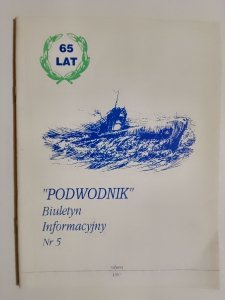 65
LAT
"PODWODNIK"
Biuletyn
Informacyjny
Nr 5